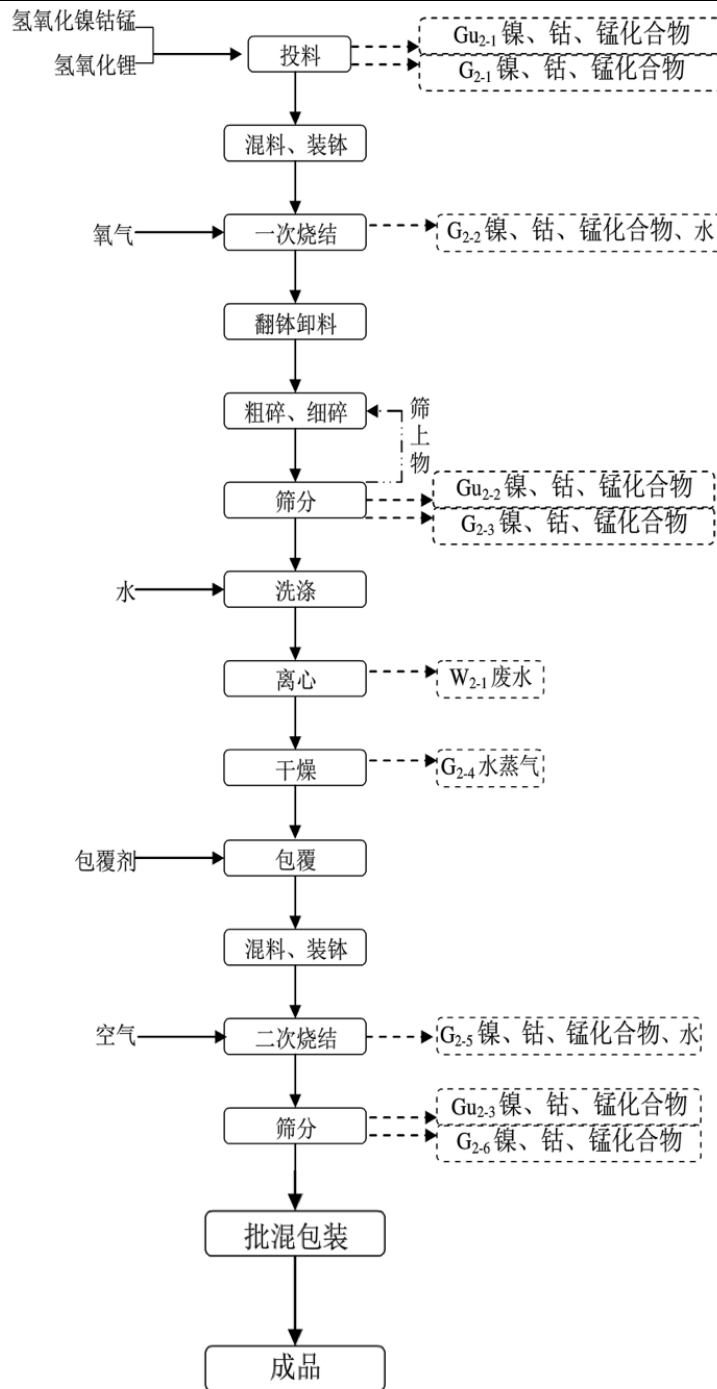 氢氧化镍钴锰
氢氧化锂
投料
Gu2-1 镍、钴、锰化合物
G2-1 镍、钴、锰化合物
混料、装钵
氧气
一次烧结
G2-2 镍、钴、锰化合物、水
翻钵卸料
粗碎、细碎
筛上物
筛分
Gu2-2 镍、钴、锰化合物
G2-3 镍、钴、锰化合物
水
洗涤
离心
W2-1 废水
干燥
G2-4 水蒸气
包覆剂
包覆
混料、装钵
空气
二次烧结
G2-5 镍、钴、锰化合物、水
筛分
Gu2-3 镍、钴、锰化合物
G2-6 镍、钴、锰化合物
批混包装
成品